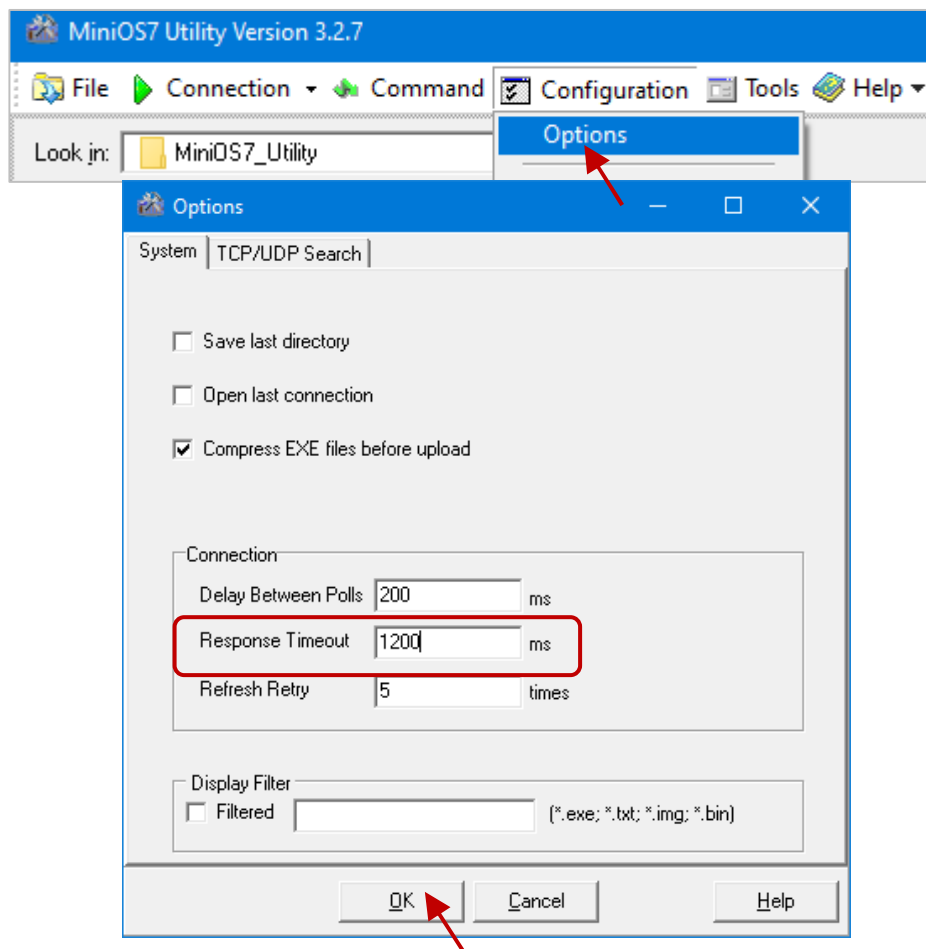 MiniOS7 Utility Version 3.2.7
File Connection Command Configuration Tools Help
Options
Look in: MiniOS7_Utility
Options
System TCP/UDP Search
Save last directory
Open last connection
Compress EXE files before upload
Connection
Delay Between Polls 200 ms
Response Timeout 1200 ms
Refresh Retry 5 times
Display Filter
Filtered (*.exe; *.txt; *.img; *.bin)
OK Cancel Help